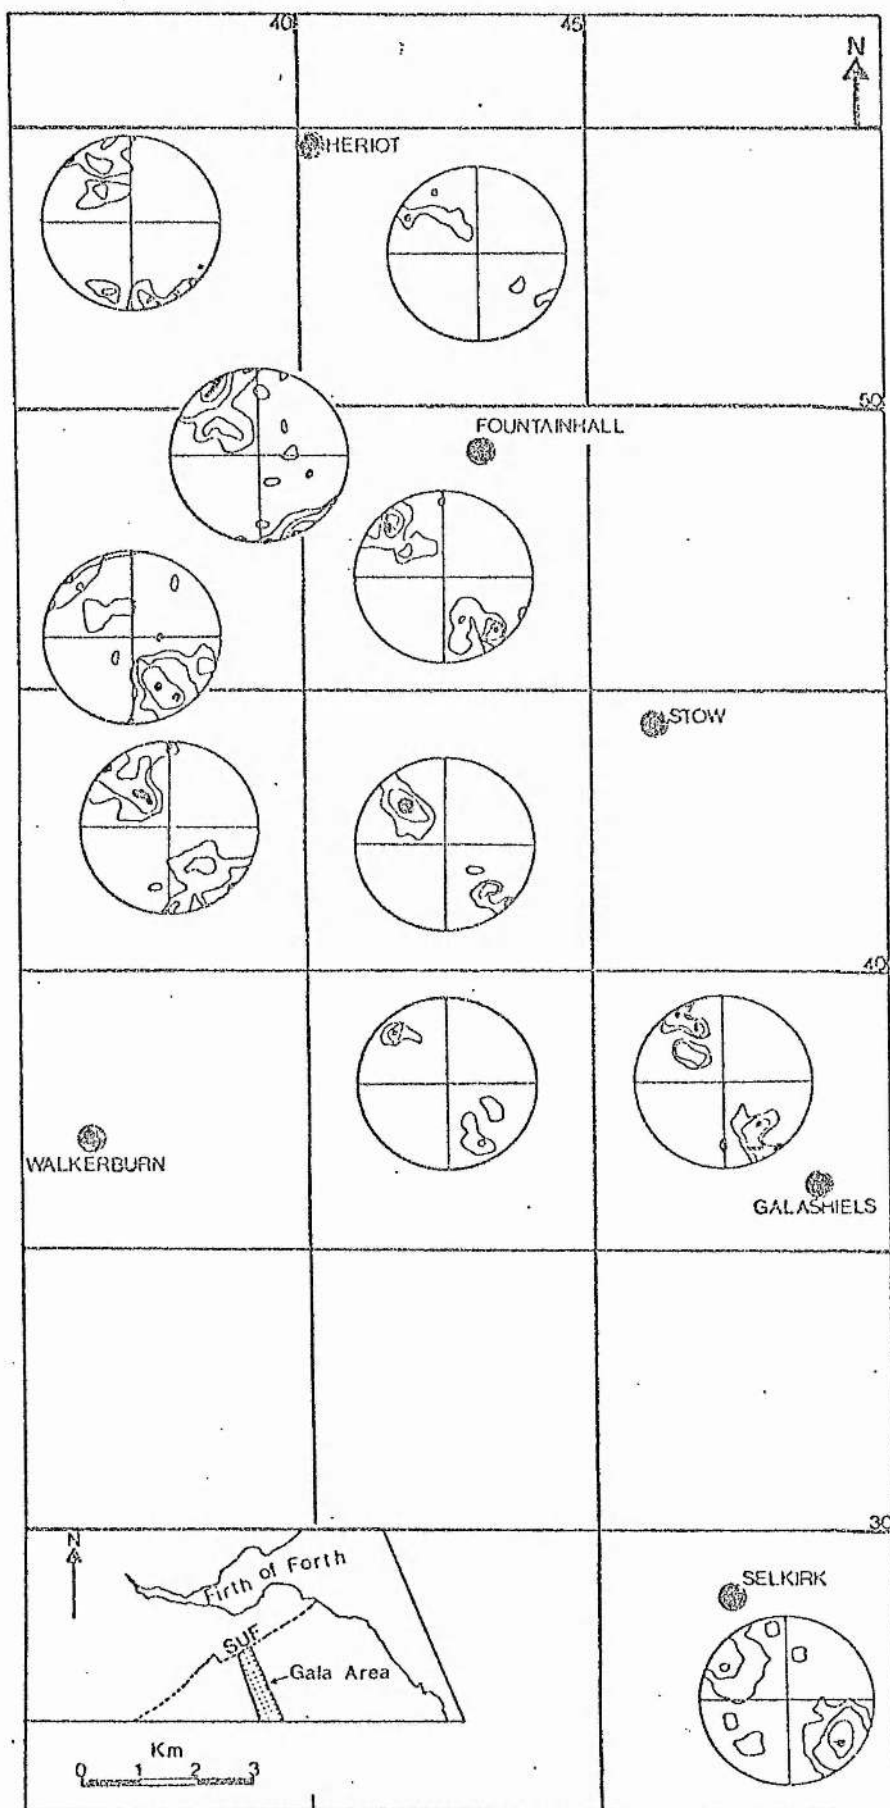 40
45
N
HERIOT
50
FOUNTAINHALL
STOW
40
WALKERBURN
GALASHIELS
30
N
Firth of Forth
SELKIRK
SUF
Gala Area
Km
0 1 2 3